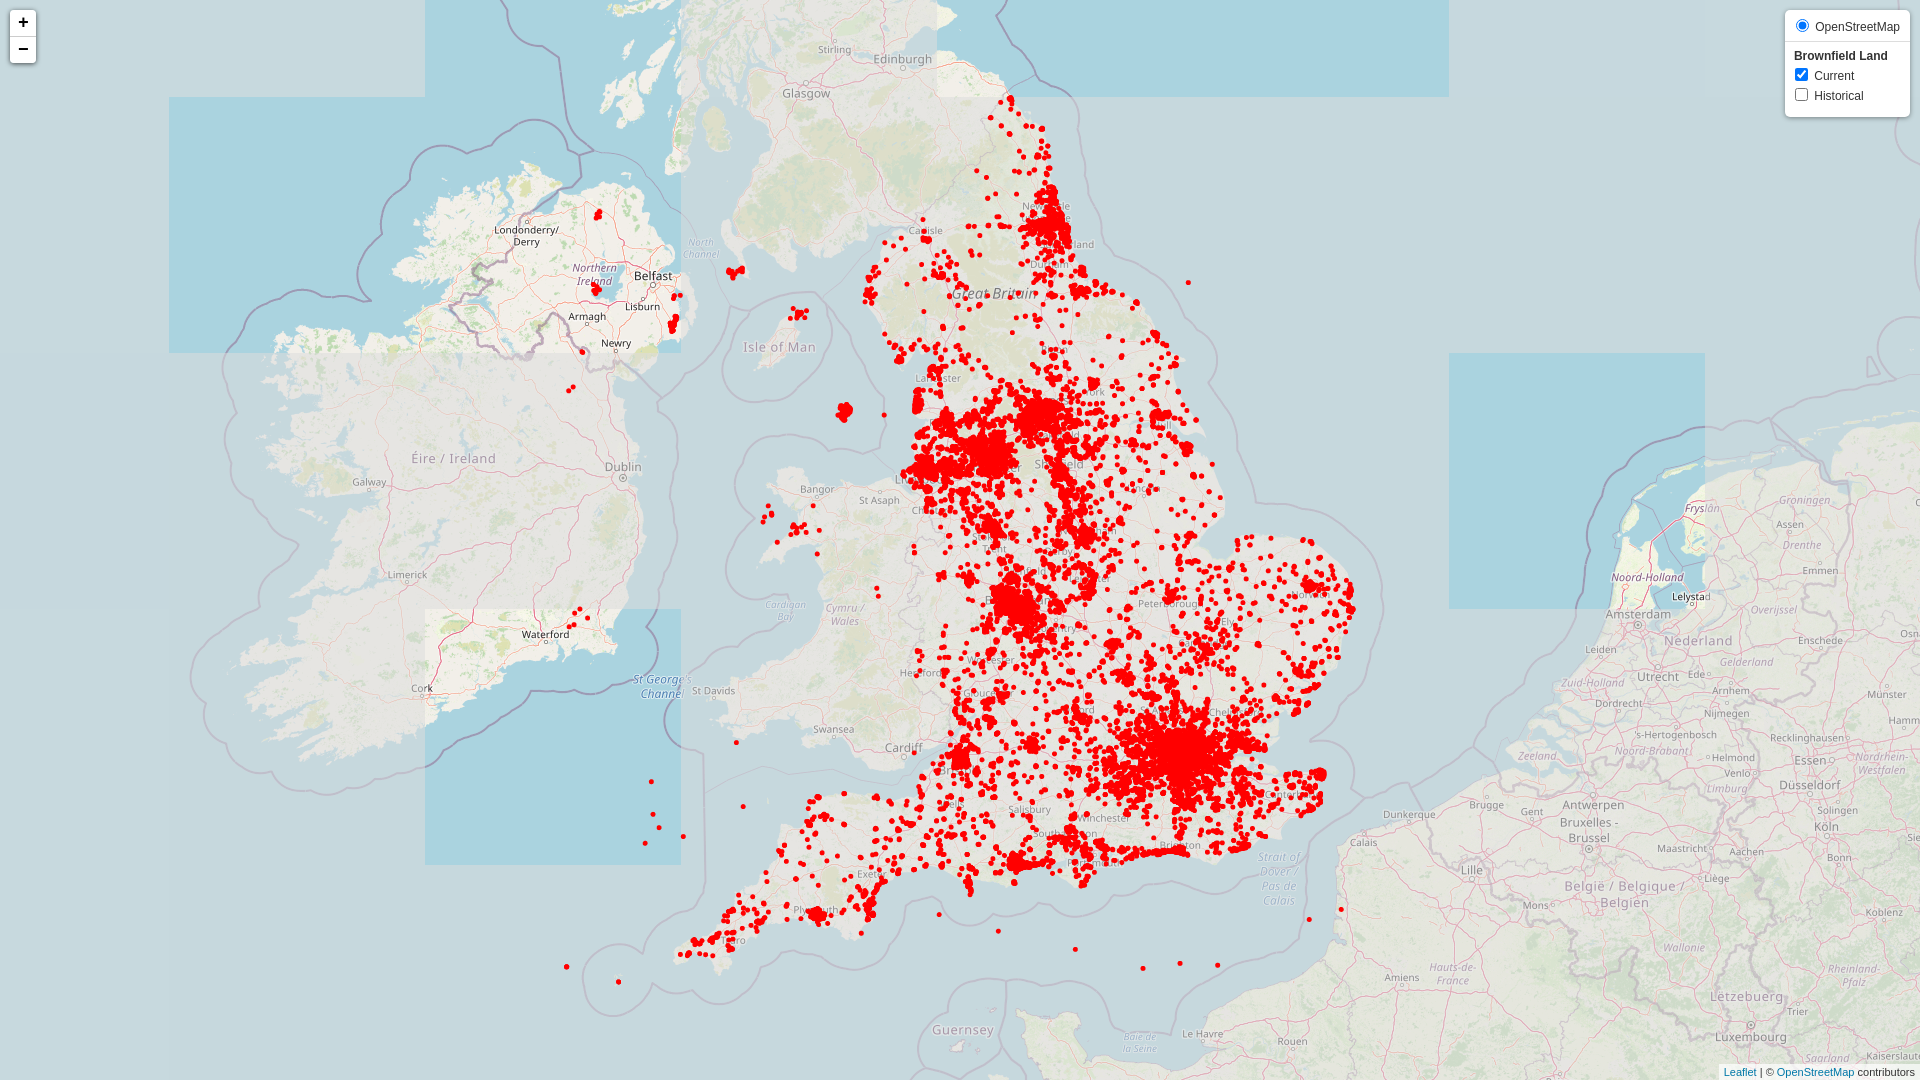 +
−
OpenStreetMap
Brownfield Land
Current
Historical
Stirling
Edinburgh
Glasgow
Londonderry/
Derry
North
Channel
Carlisle
Northern
Ireland
Belfast
Lisburn
Armagh
Great Britain
Newry
Isle of Man
Éire / Ireland
Dublin
Galway
Bangor
St Asaph
Limerick
Cardigan
Bay
Cymru /
Wales
Peterborough
Ely
Waterford
Worcester
Cork
St George's
Channel
St Davids
Swansea
Cardiff
Salisbury
Winchester
Brighton
Exeter
Plymouth
Truro
Strait of
Dover /
Pas de
Calais
Guernsey
Baie de
la Seine
Le Havre
Rouen
Amiens
Hauts-de-
France
Calais
Dunkerque
Lille
Mons
Brugge
Gent
Antwerpen
Bruxelles -
Brussel
België / Belgique /
Belgien
Wallonie
Maastricht
Liège
Aachen
Köln
Bonn
Koblenz
Solingen
Düsseldorf
Essen
Recklinghausen
Nordrhein-
Westfalen
Münster
Zeeland
's-Hertogenbosch
Noord-Brabant
Helmond
Venlo
Limburg
Dordrecht
Nijmegen
Zuid-Holland
Arnhem
Utrecht
Ede
Gelderland
Leiden
Nederland
Amsterdam
Lelystad
Noord-Holland
Fryslân
Groningen
Assen
Drenthe
Emmen
Overijssel
Enschede
Rheinland-
Pfalz
Lëtzebuerg
Trier
Luxembourg
Saarland
Leaflet | © OpenStreetMap contributors